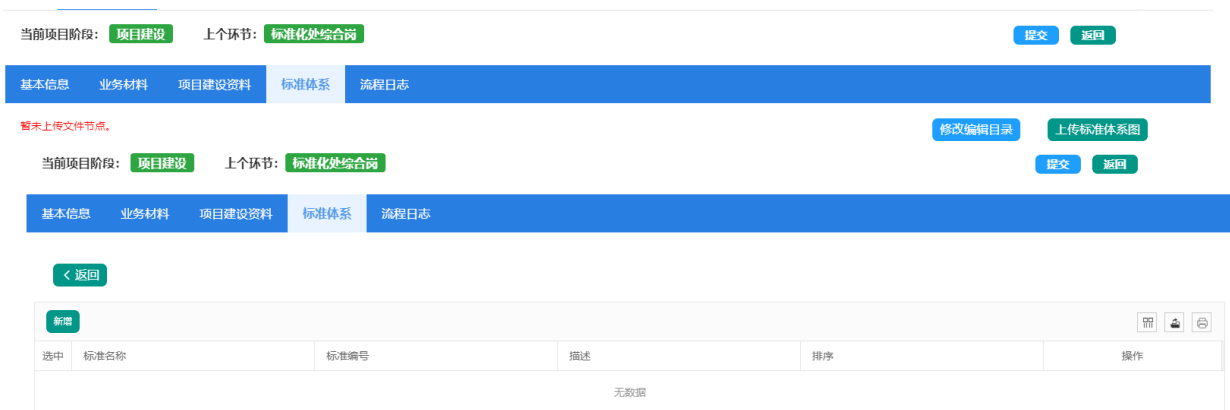 当前项目阶段： 项目建设 上个环节： 标准化处综合岗 提交 返回
基本信息 业务材料 项目建设资料 标准体系 流程日志
暂未上传文件节点。 修改编辑目录 上传标准体系图
当前项目阶段： 项目建设 上个环节： 标准化处综合岗 提交 返回
基本信息 业务材料 项目建设资料 标准体系 流程日志
< 返回
新增
选中 标准名称 标准编号 描述 排序 操作
无数据